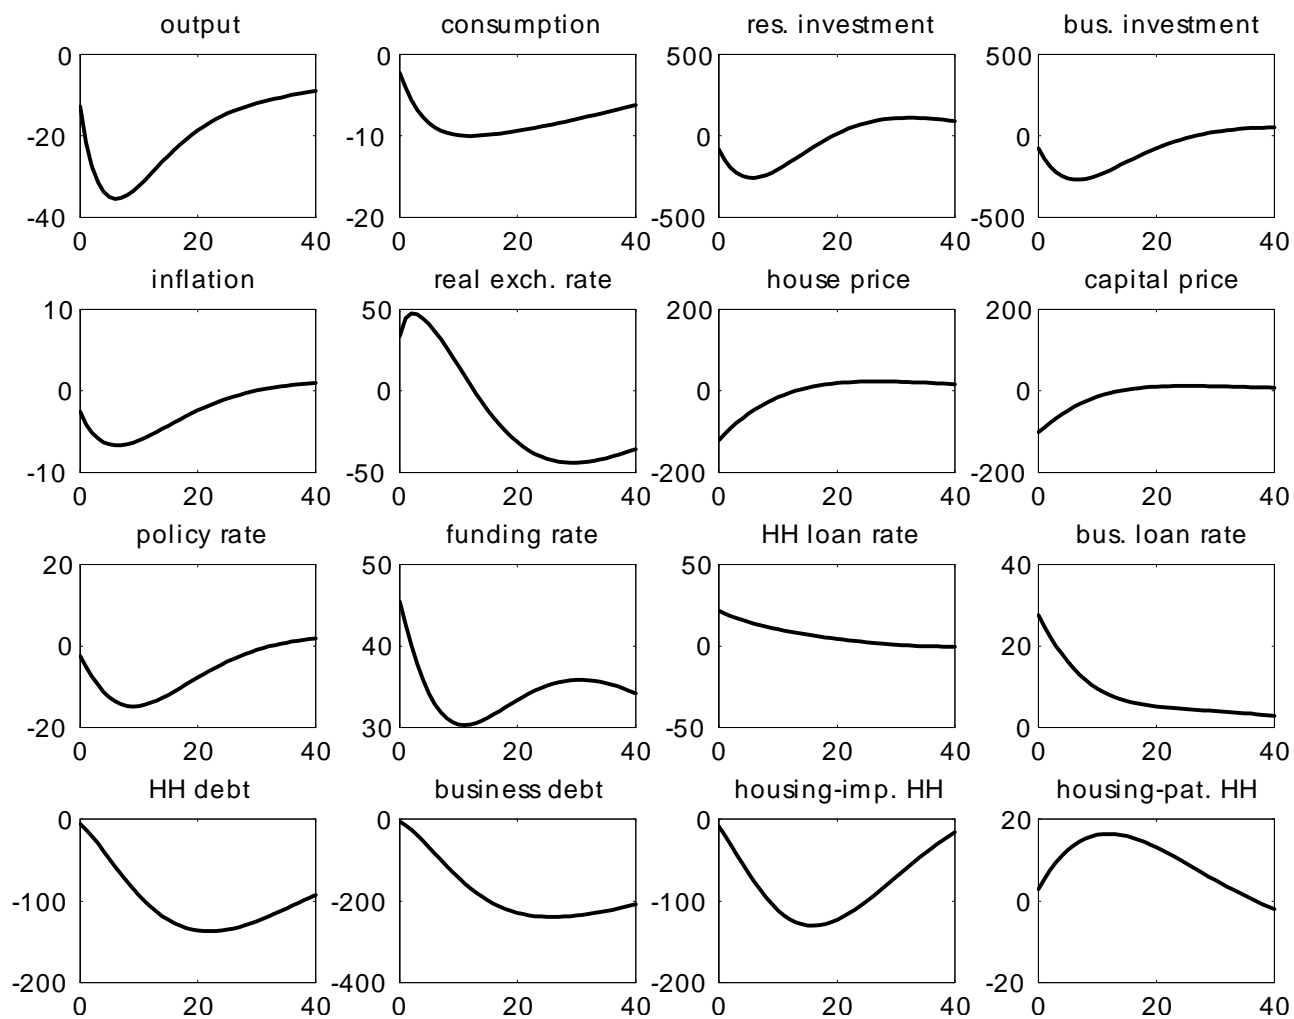 output consumption res. investment bus. investment
0 0 500 500
-20 -10 0 0
-40 -20 -500 -500
0 20 40 0 20 40 0 20 40 0 20 40
inflation real exch. rate house price capital price
10 50 200 200
0 0 0 0
-10 -50 -200 -200
0 20 40 0 20 40 0 20 40 0 20 40
policy rate funding rate HH loan rate bus. loan rate
20 50 50 40
0 40 0 20
-20 30 -50 0
0 20 40 0 20 40 0 20 40 0 20 40
HH debt business debt housing-imp. HH housing-pat. HH
0 0 0 20
-100 -200 -100 0
-200 -400 -200 -20
0 20 40 0 20 40 0 20 40 0 20 40